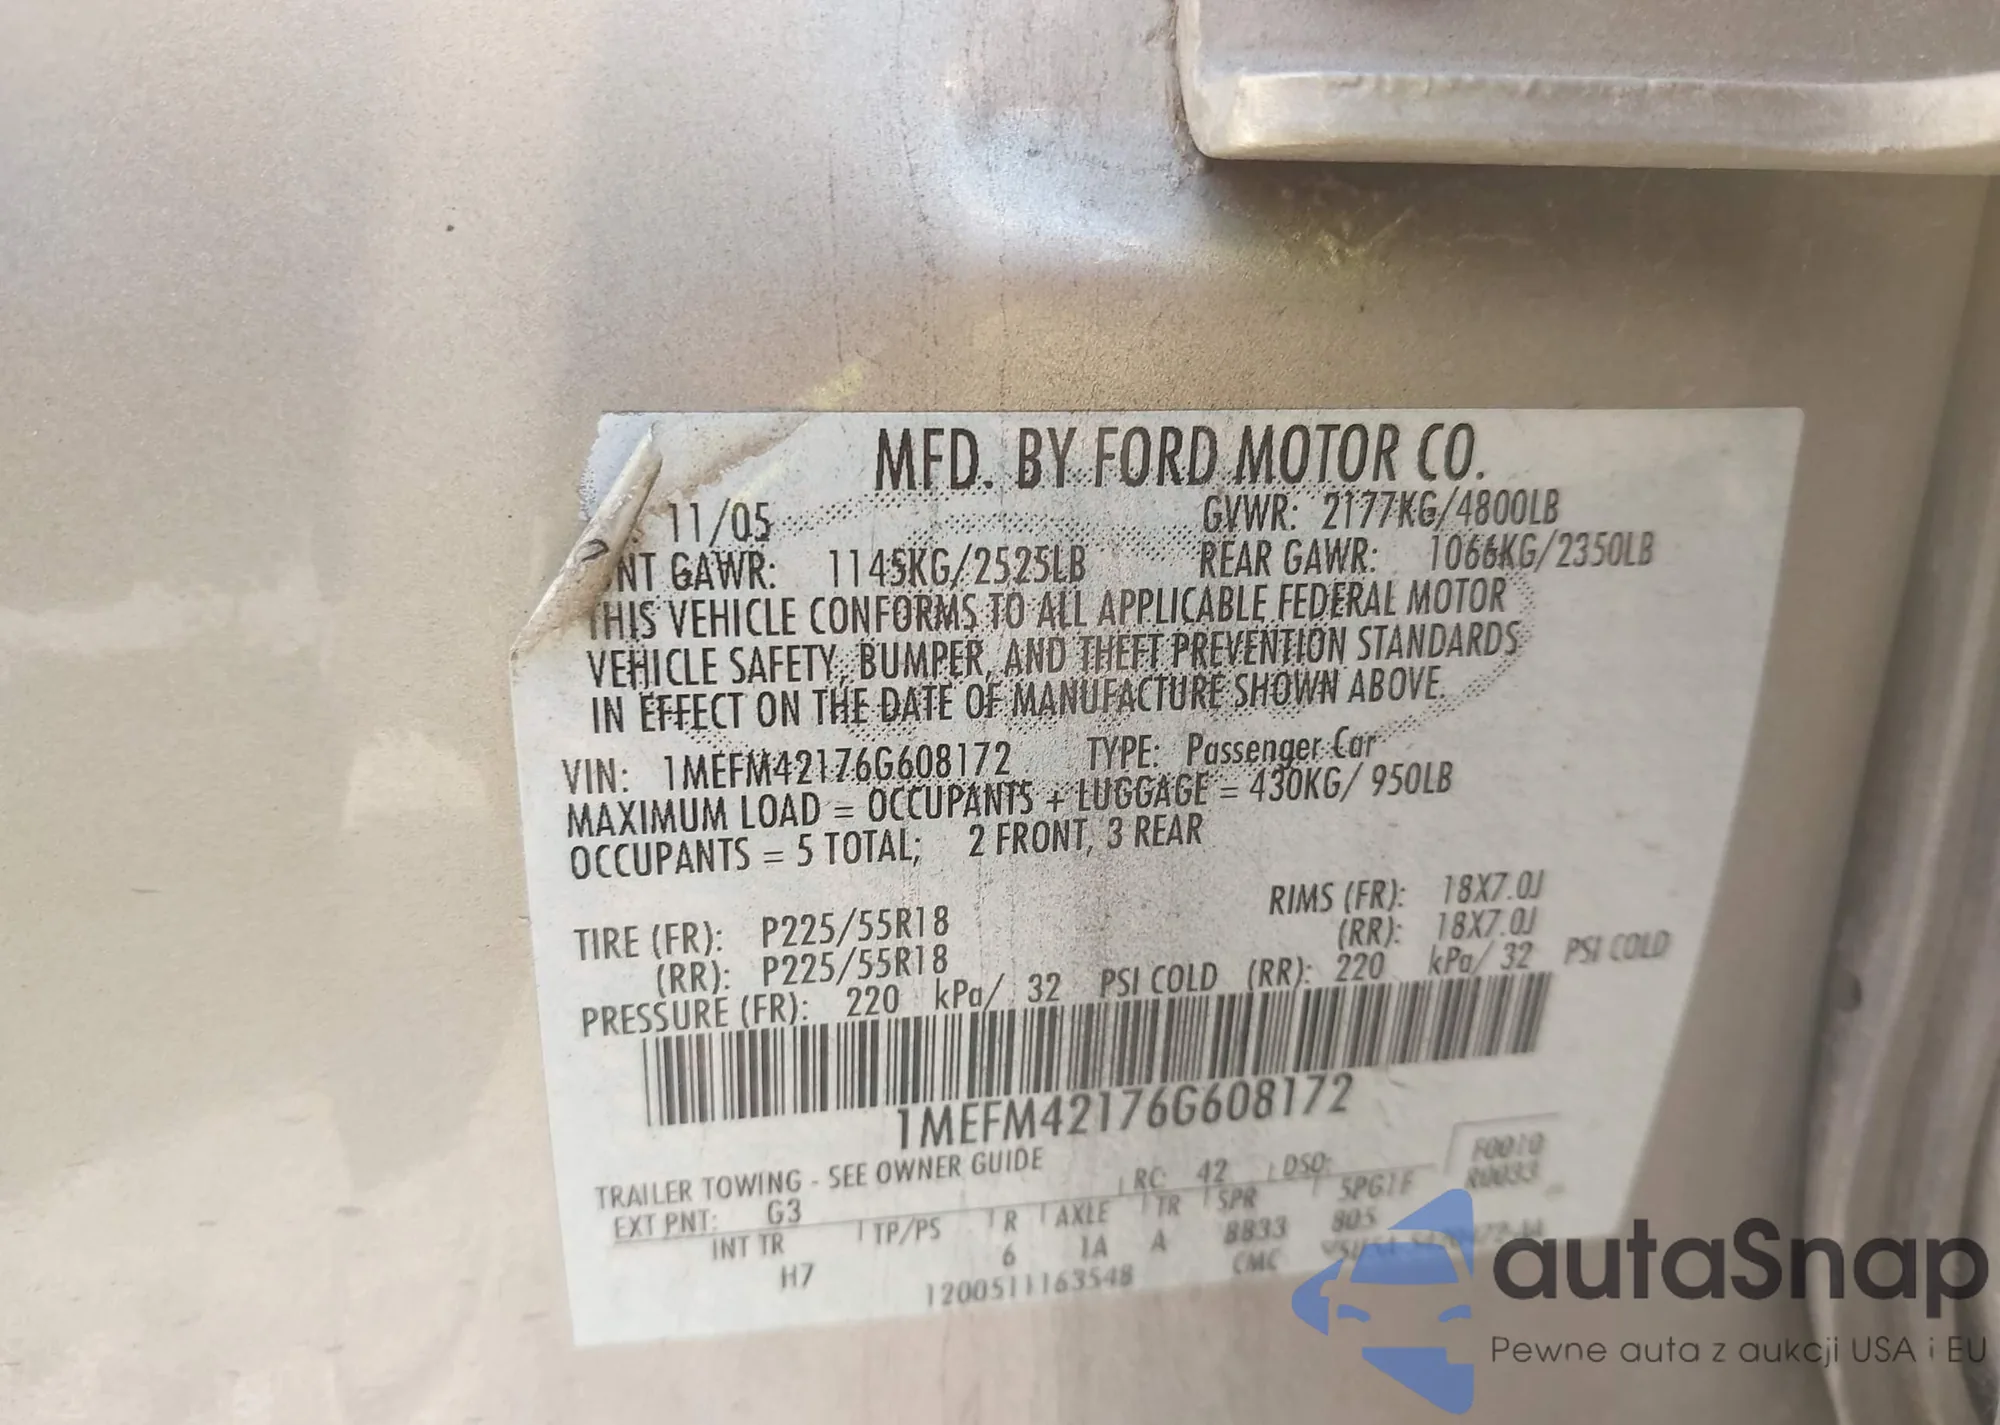 MFD. BY FORD MOTOR CO.
11/05 GVWR: 2177KG/4800LB
NT GAWR: 1145KG/2525LB REAR GAWR: 1066KG/2350LB
THIS VEHICLE CONFORMS TO ALL APPLICABLE FEDERAL MOTOR
VEHICLE SAFETY, BUMPER, AND THEFT PREVENTION STANDARDS
IN EFFECT ON THE DATE OF MANUFACTURE SHOWN ABOVE.
VIN: 1MEFM42176G608172 TYPE: Passenger Car
MAXIMUM LOAD = OCCUPANTS + LUGGAGE = 430KG/ 950LB
OCCUPANTS = 5 TOTAL; 2 FRONT, 3 REAR
RIMS (FR): 18X7.0J
TIRE (FR): P225/55R18 (RR): 18X7.0J
(RR): P225/55R18
PRESSURE (FR): 220 kPa/ 32 PSI COLD (RR): 220 kPa/ 32 PSI COLD
1MEFM42176G608172
TRAILER TOWING - SEE OWNER GUIDE
EXT PNT: G3 RC: 42 DSO: F0010
R0033
INT TR TP/PS R AXLE TR SPR
H7 6 1A A 8833 805
1200511163548 CMC
autaSnap
Pewne auta z aukcji USA i EU